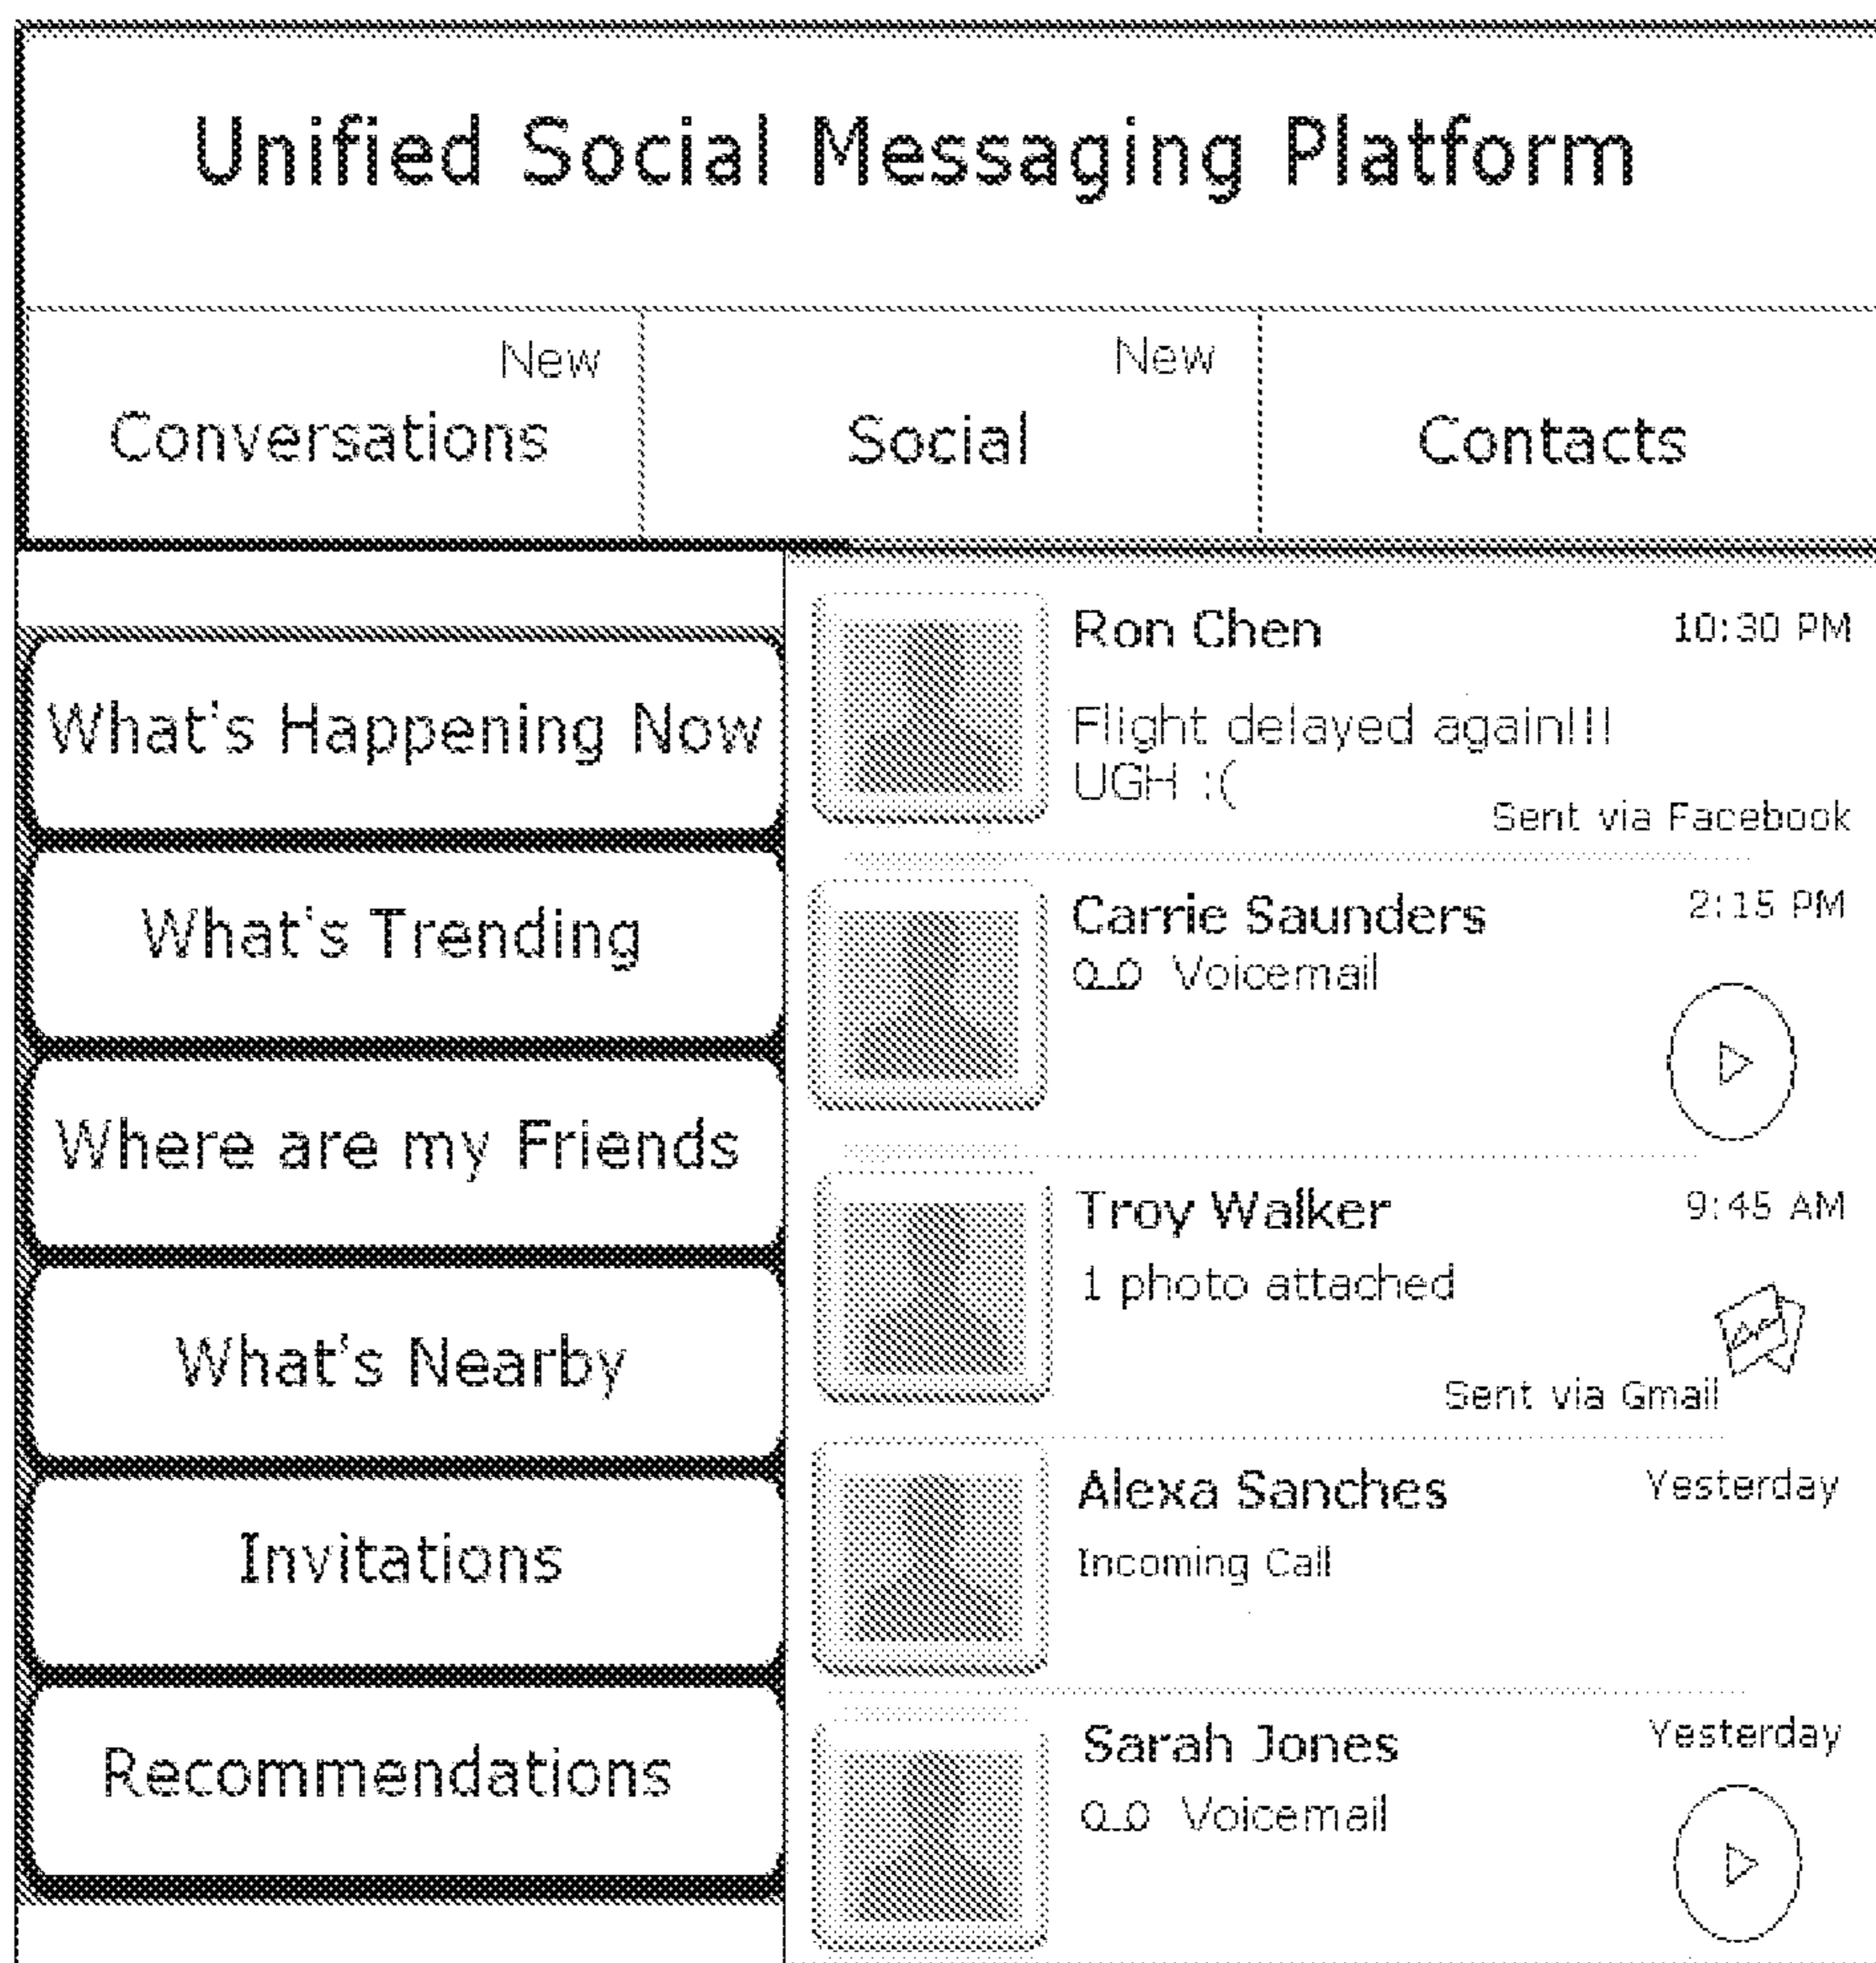 Unified Social Messaging Platform
New
Conversations
New
Social
Contacts
What's Happening Now
What's Trending
Where are my Friends
What's Nearby
Invitations
Recommendations
Ron Chen
10:30 PM
Flight delayed again!!!
UGH :(
Sent via Facebook
Carrie Saunders
2:15 PM
Voicemail
Troy Walker
9:45 AM
1 photo attached
Sent via Gmail
Alexa Sanches
Yesterday
Incoming Call
Sarah Jones
Yesterday
Voicemail